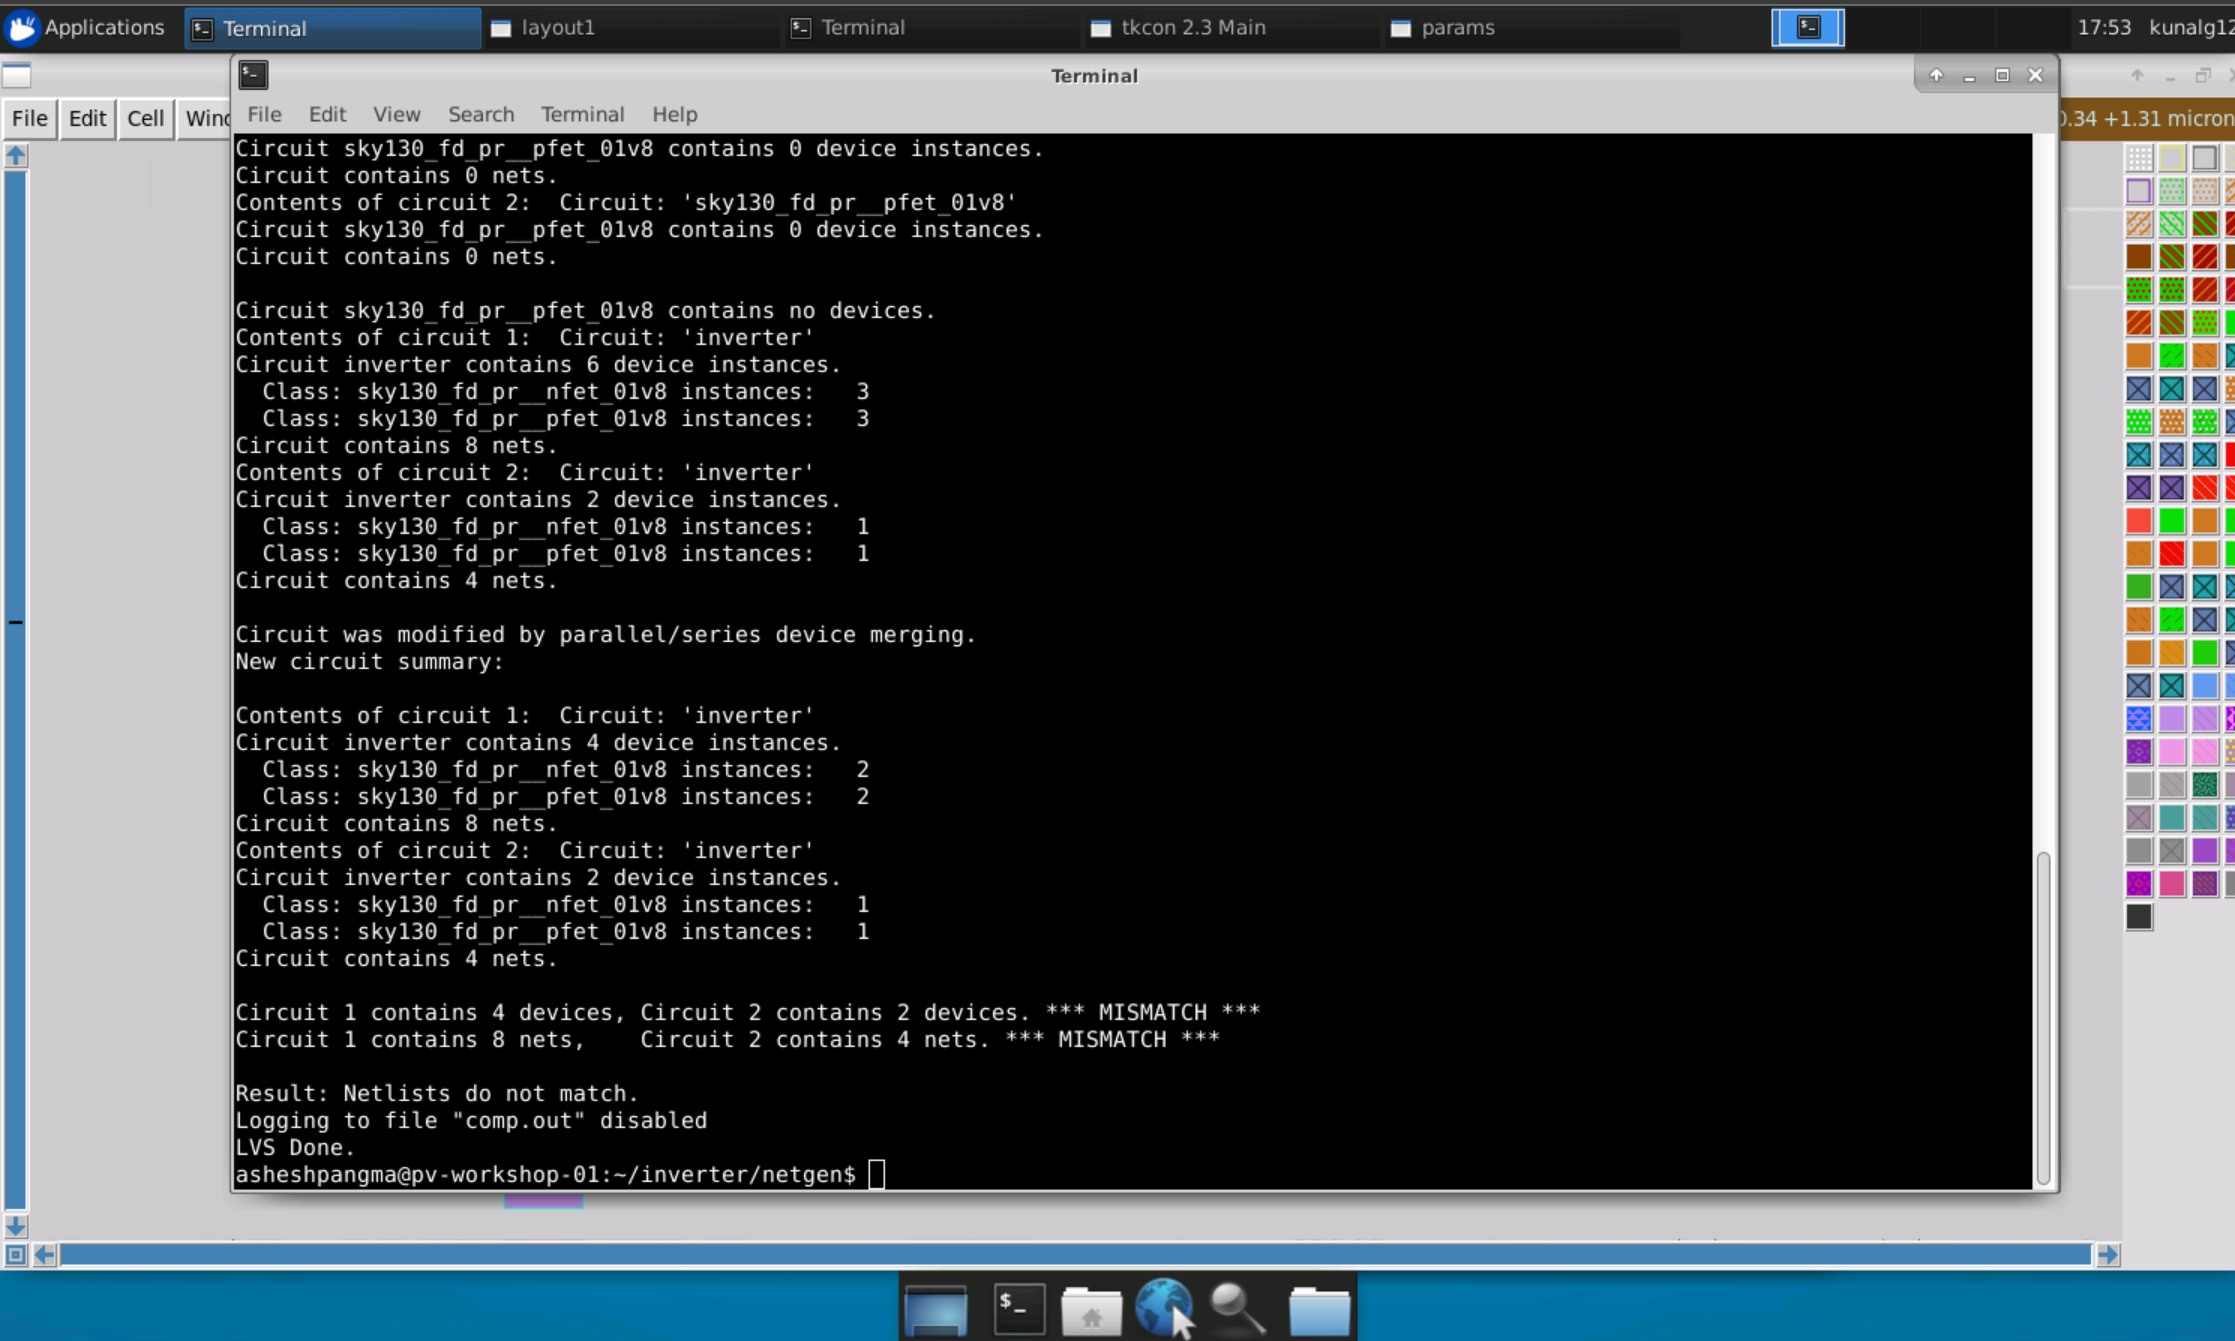 Applications Terminal layout1 Terminal tkcon 2.3 Main params 17:53 kunalg12
Terminal
File Edit Cell Wind
File Edit View Search Terminal Help
0.34 +1.31 micron
Circuit sky130_fd_pr__pfet_01v8 contains 0 device instances.
Circuit contains 0 nets.
Contents of circuit 2:  Circuit: 'sky130_fd_pr__pfet_01v8'
Circuit sky130_fd_pr__pfet_01v8 contains 0 device instances.
Circuit contains 0 nets.
Circuit sky130_fd_pr__pfet_01v8 contains no devices.
Contents of circuit 1:  Circuit: 'inverter'
Circuit inverter contains 6 device instances.
  Class: sky130_fd_pr__nfet_01v8 instances:   3
  Class: sky130_fd_pr__pfet_01v8 instances:   3
Circuit contains 8 nets.
Contents of circuit 2:  Circuit: 'inverter'
Circuit inverter contains 2 device instances.
  Class: sky130_fd_pr__nfet_01v8 instances:   1
  Class: sky130_fd_pr__pfet_01v8 instances:   1
Circuit contains 4 nets.
Circuit was modified by parallel/series device merging.
New circuit summary:
Contents of circuit 1:  Circuit: 'inverter'
Circuit inverter contains 4 device instances.
  Class: sky130_fd_pr__nfet_01v8 instances:   2
  Class: sky130_fd_pr__pfet_01v8 instances:   2
Circuit contains 8 nets.
Contents of circuit 2:  Circuit: 'inverter'
Circuit inverter contains 2 device instances.
  Class: sky130_fd_pr__nfet_01v8 instances:   1
  Class: sky130_fd_pr__pfet_01v8 instances:   1
Circuit contains 4 nets.
Circuit 1 contains 4 devices, Circuit 2 contains 2 devices. *** MISMATCH ***
Circuit 1 contains 8 nets,    Circuit 2 contains 4 nets. *** MISMATCH ***
Result: Netlists do not match.
Logging to file "comp.out" disabled
LVS Done.
asheshpangma@pv-workshop-01:~/inverter/netgen$